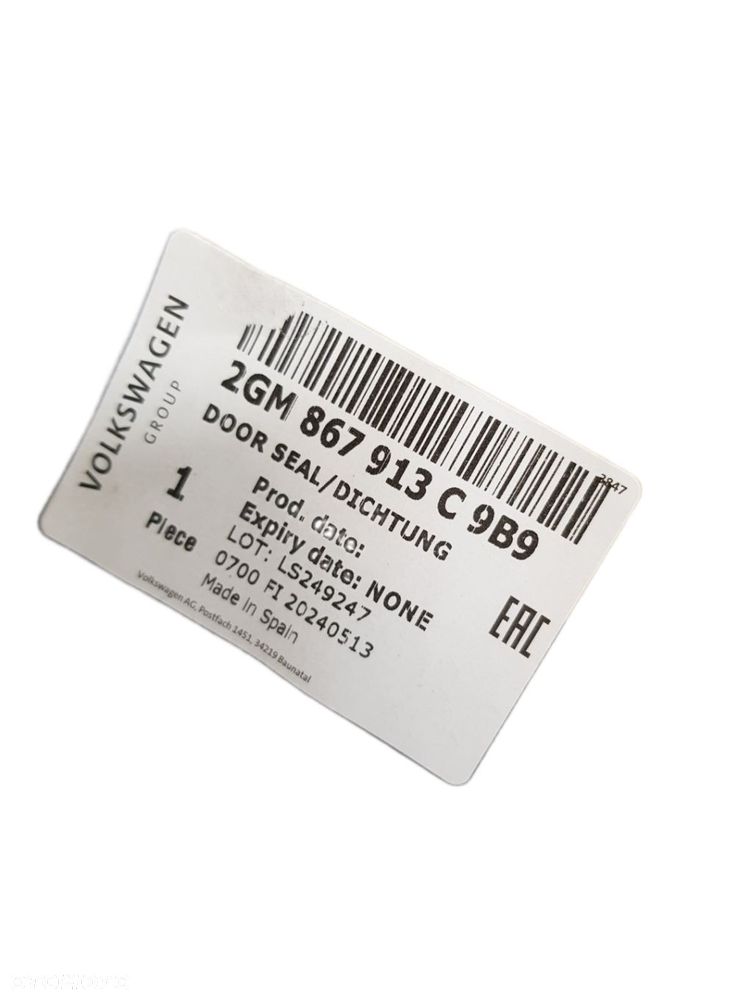 VOLKSWAGEN
GROUP
2847
2GM 867 913 C 9B9
DOOR SEAL/DICHTUNG
1
Piece
Prod. date:
Expiry date: NONE
LOT: LS249247
0700 FI 20240513
Made in Spain
Volkswagen AG, Postfach 1451, 34219 Baunatal
EAC